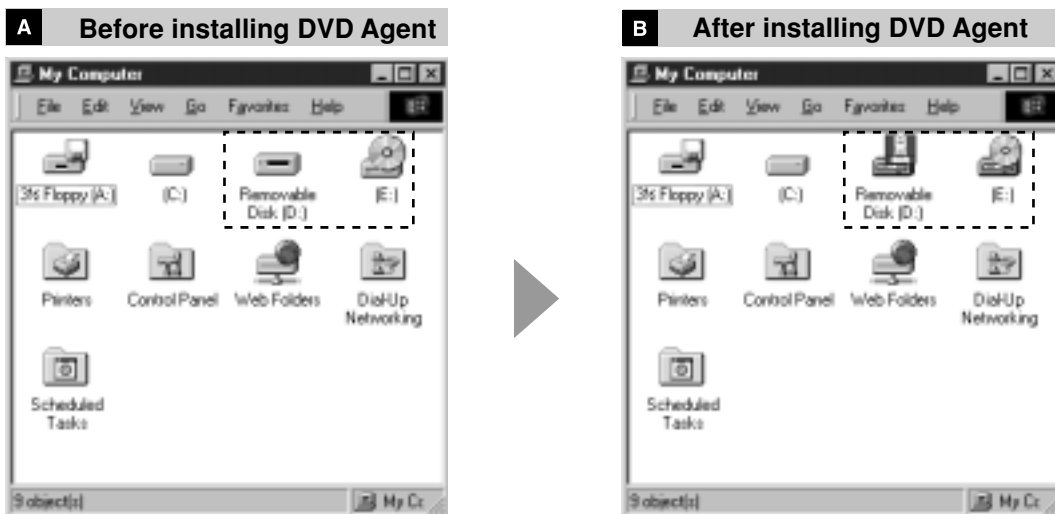 A Before installing DVD Agent
My Computer
File Edit View Go Favorites Help
3½ Floppy (A:) (C:) Removable Disk (D:) (E:)
Printers Control Panel Web Folders Dial-Up Networking
Scheduled Tasks
9 object(s) My Cc
B After installing DVD Agent
My Computer
File Edit View Go Favorites Help
3½ Floppy (A:) (C:) Removable Disk (D:) (E:)
Printers Control Panel Web Folders Dial-Up Networking
Scheduled Tasks
9 object(s) My Cc